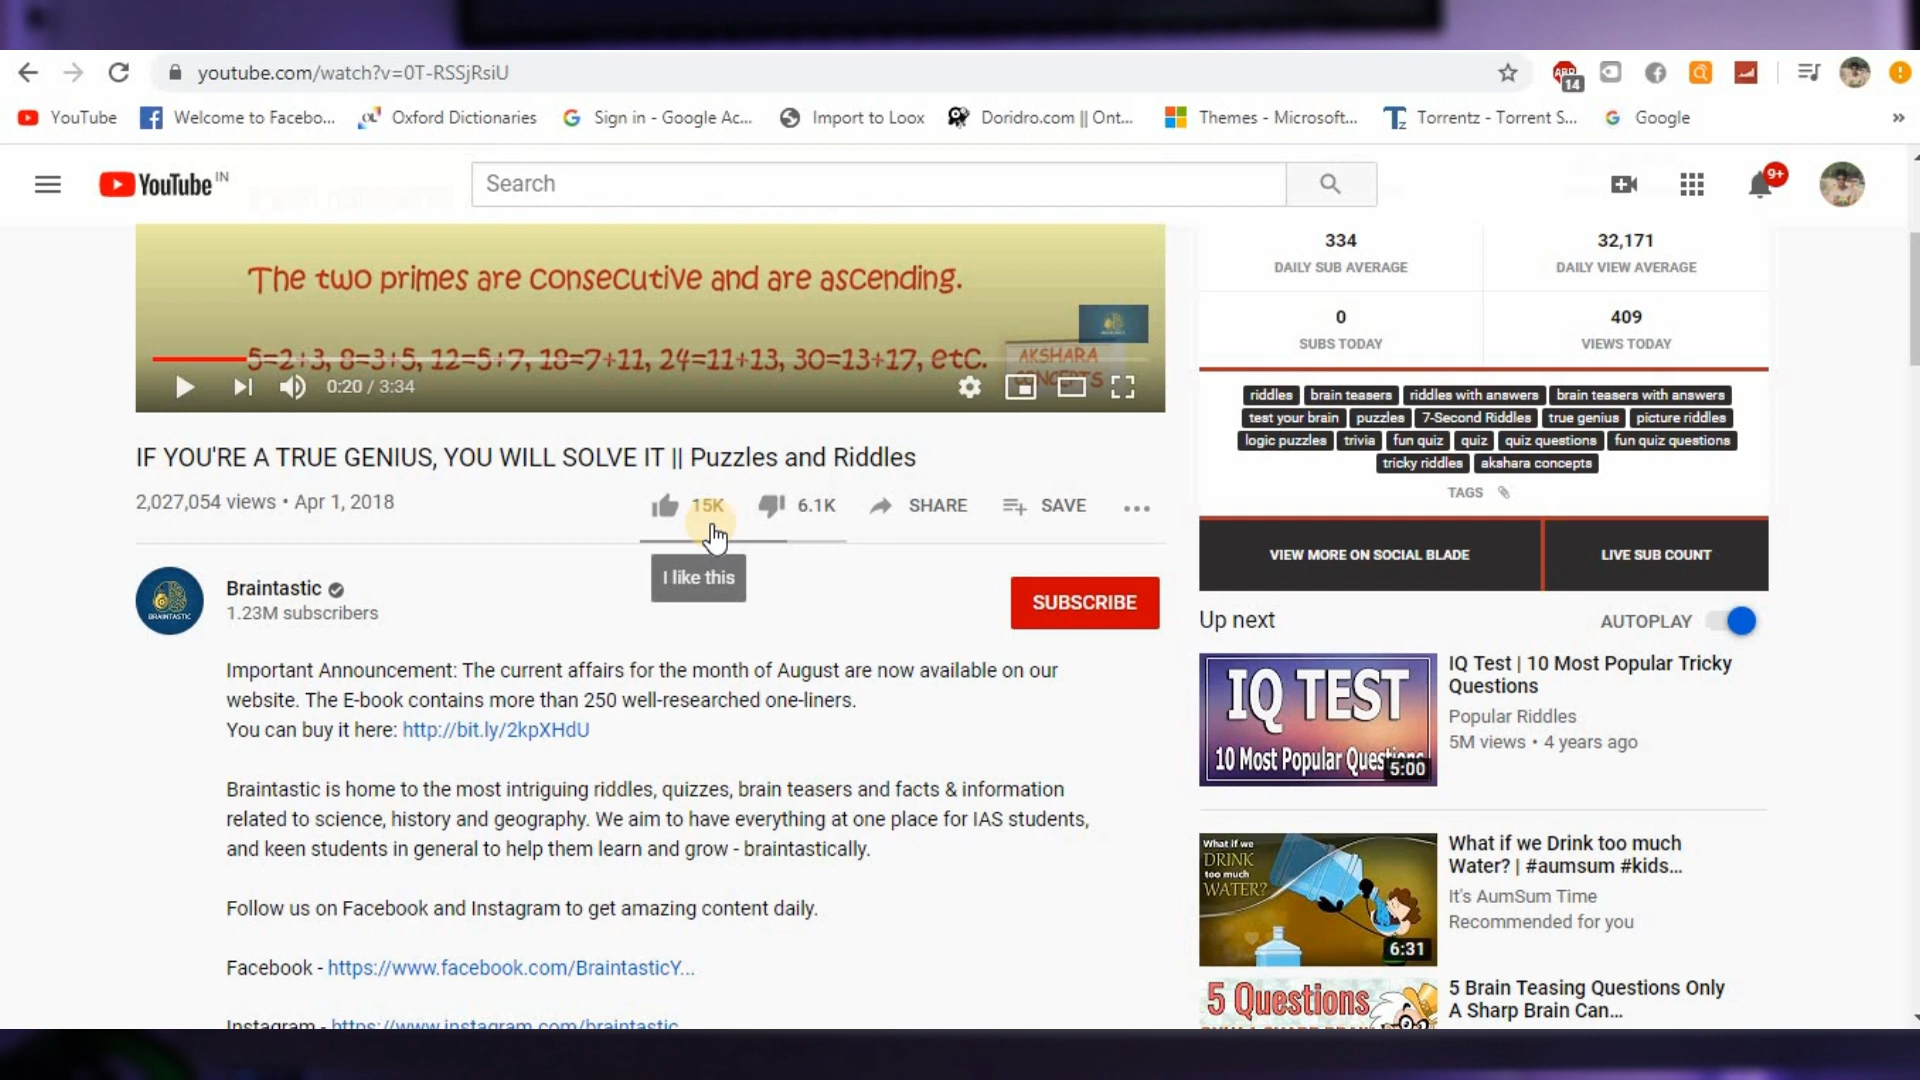 youtube.com/watch?v=0T-RSSjRsiU
ABP
14
YouTube
Welcome to Facebo...
Oxford Dictionaries
Sign in - Google Ac...
Import to Loox
Doridro.com || Ont...
Themes - Microsoft...
Torrentz - Torrent S...
Google
YouTube IN
Search
9+
The two primes are consecutive and are ascending.
5=2+3, 8=3+5, 12=5+7, 18=7+11, 24=11+13, 30=13+17, etc.
AKSHARA
CONCEPTS
0:20 / 3:34
IF YOU'RE A TRUE GENIUS, YOU WILL SOLVE IT || Puzzles and Riddles
2,027,054 views • Apr 1, 2018
15K
6.1K
SHARE
SAVE
I like this
BRAINTASTIC
Braintastic
1.23M subscribers
SUBSCRIBE
Important Announcement: The current affairs for the month of August are now available on our
website. The E-book contains more than 250 well-researched one-liners.
You can buy it here: http://bit.ly/2kpXHdU
Braintastic is home to the most intriguing riddles, quizzes, brain teasers and facts & information
related to science, history and geography. We aim to have everything at one place for IAS students,
and keen students in general to help them learn and grow - braintastically.
Follow us on Facebook and Instagram to get amazing content daily.
Facebook - https://www.facebook.com/BraintasticY...
Instagram - https://www.instagram.com/braintastic
334
DAILY SUB AVERAGE
32,171
DAILY VIEW AVERAGE
0
SUBS TODAY
409
VIEWS TODAY
riddles brain teasers riddles with answers brain teasers with answers
test your brain puzzles 7-Second Riddles true genius picture riddles
logic puzzles trivia fun quiz quiz quiz questions fun quiz questions
tricky riddles akshara concepts
TAGS
VIEW MORE ON SOCIAL BLADE
LIVE SUB COUNT
Up next
AUTOPLAY
IQ TEST
10 Most Popular Questions
5:00
IQ Test | 10 Most Popular Tricky
Questions
Popular Riddles
5M views • 4 years ago
What if we
DRINK
too much
WATER?
6:31
What if we Drink too much
Water? | #aumsum #kids...
It's AumSum Time
Recommended for you
5 Questions
5 Brain Teasing Questions Only
A Sharp Brain Can...